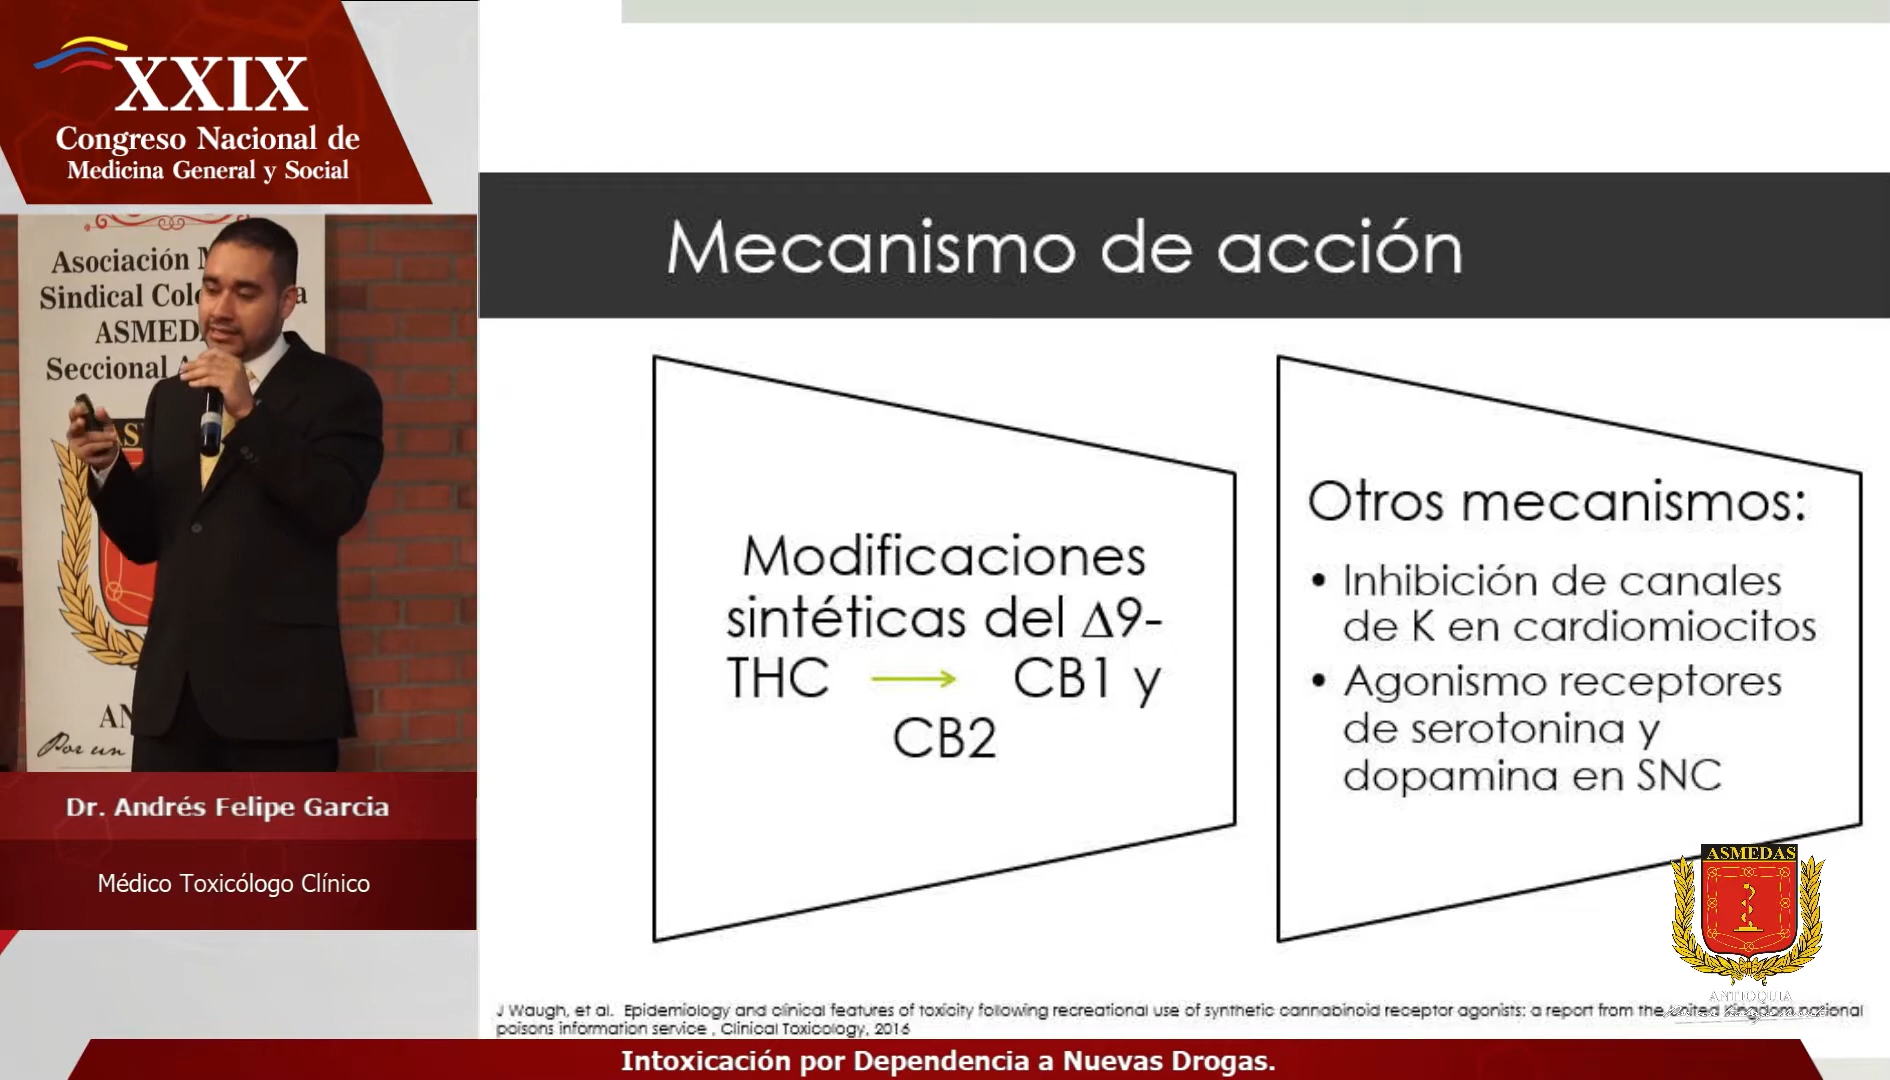 XXIX
Congreso Nacional de
Medicina General y Social
Asociación
Sindical
ASMEDA
Seccional
AN
Por un
Dr. Andrés Felipe Garcia
Médico Toxicólogo Clínico
Mecanismo de acción
Modificaciones
sintéticas del Δ9-
THC → CB1 y
CB2
Otros mecanismos:
• Inhibición de canales
de K en cardiomiocitos
• Agonismo receptores
de serotonina y
dopamina en SNC
ASMEDAS
ANTIOQUIA
J Waugh, et al. Epidemiology and clinical features of toxicity following recreational use of synthetic cannabinoid receptor agonists: a report from the United Kingdom national
poisons information service , Clinical Toxicology, 2016
Intoxicación por Dependencia a Nuevas Drogas.